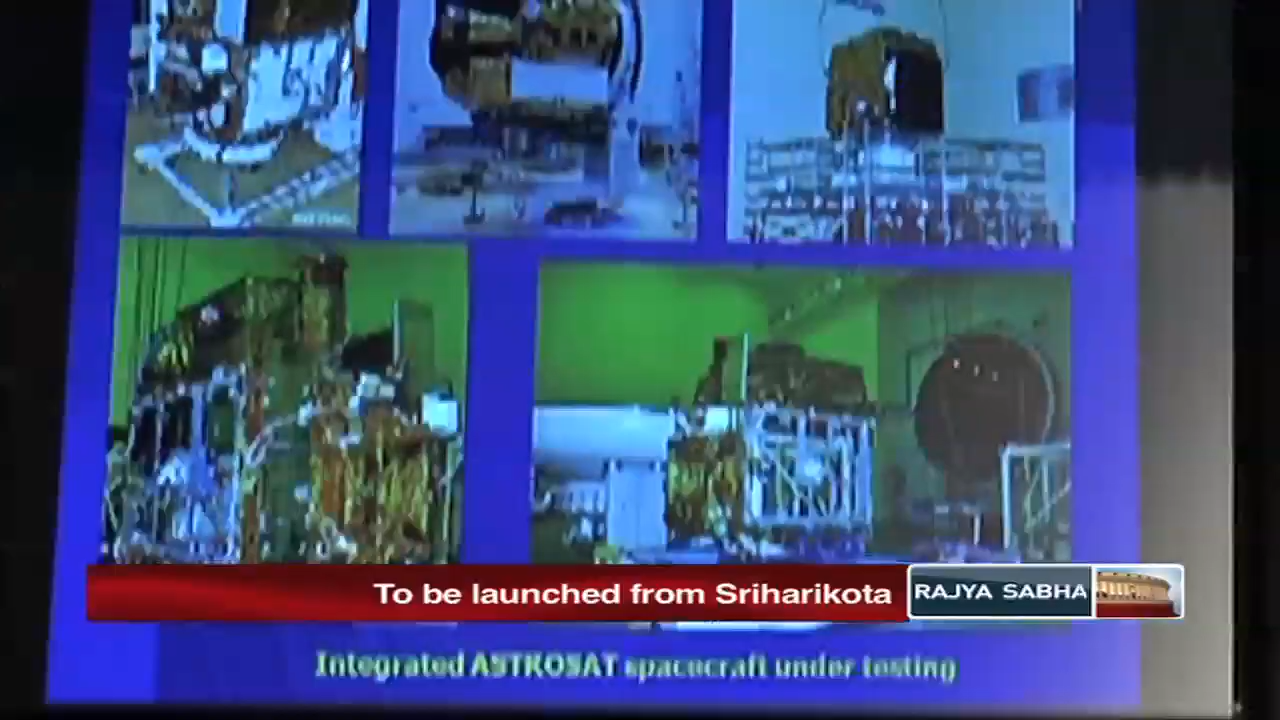 To be launched from Sriharikota
RAJYA SABHA
Integrated ASTROSAT spacecraft under testing